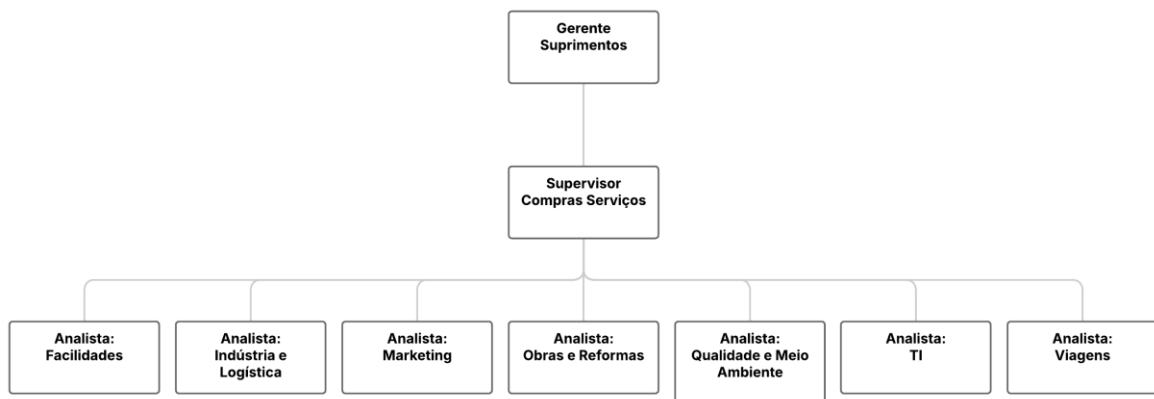 Gerente
Suprimentos
Supervisor
Compras Serviços
Analista:
Facilidades
Analista:
Indústria e
Logística
Analista:
Marketing
Analista:
Obras e Reformas
Analista:
Qualidade e Meio
Ambiente
Analista:
TI
Analista:
Viagens